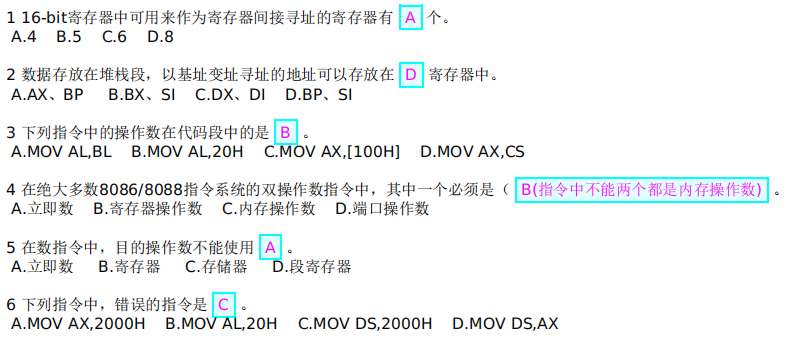 1 16-bit寄存器中可用来作为寄存器间接寻址的寄存器有 A 个。
A.4 B.5 C.6 D.8
2 数据存放在堆栈段，以基址变址寻址的地址可以存放在 D 寄存器中。
A.AX、BP B.BX、SI C.DX、DI D.BP、SI
3 下列指令中的操作数在代码段中的是 B 。
A.MOV AL,BL B.MOV AL,20H C.MOV AX,[100H] D.MOV AX,CS
4 在绝大多数8086/8088指令系统的双操作数指令中，其中一个必须是（ B(指令中不能两个都是内存操作数) 。
A.立即数 B.寄存器操作数 C.内存操作数 D.端口操作数
5 在数指令中，目的操作数不能使用 A 。
A.立即数 B.寄存器 C.存储器 D.段寄存器
6 下列指令中，错误的指令是 C 。
A.MOV AX,2000H B.MOV AL,20H C.MOV DS,2000H D.MOV DS,AX